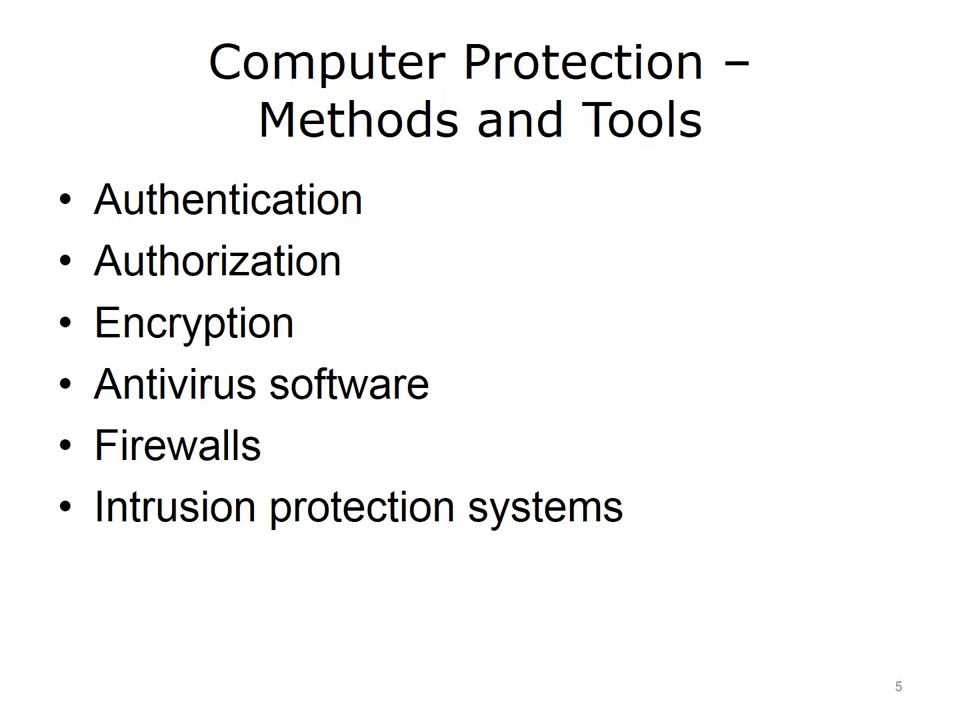 Computer Protection –
Methods and Tools
• Authentication
• Authorization
• Encryption
• Antivirus software
• Firewalls
• Intrusion protection systems
5